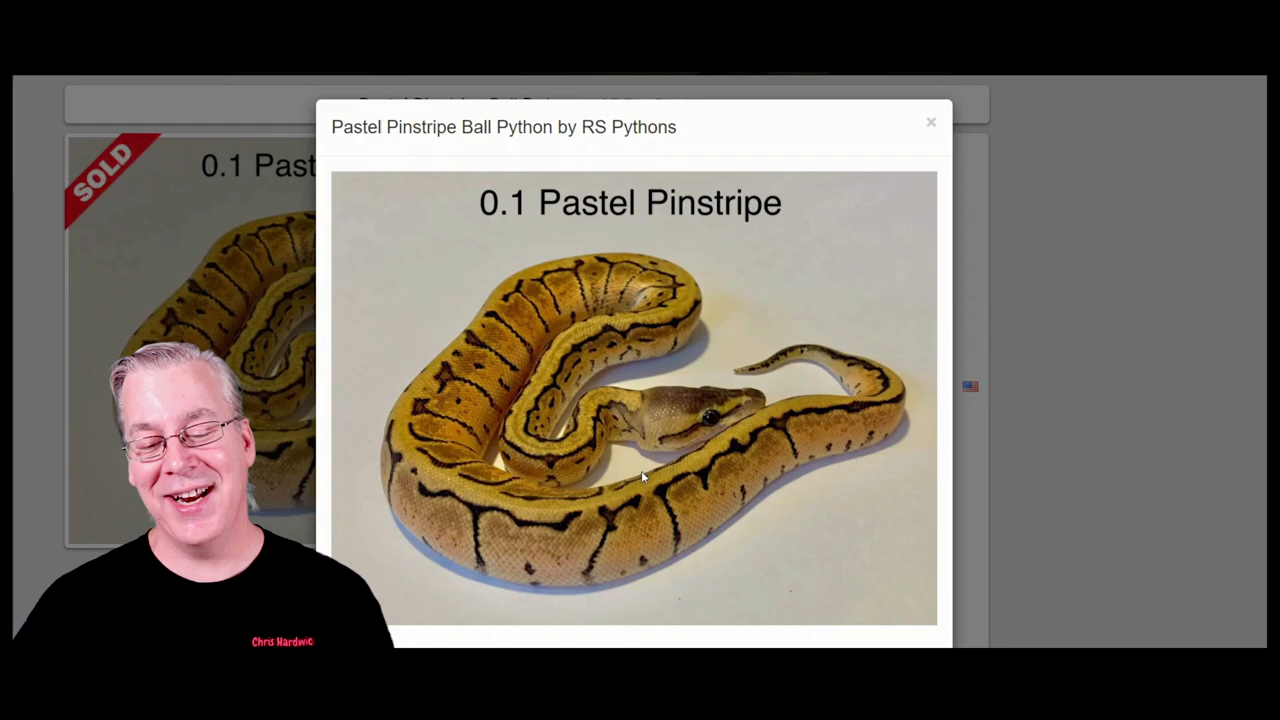 Pastel Pinstripe Ball Python by RS Pythons
×
SOLD
0.1 Past
0.1 Pastel Pinstripe
Chris Hardwic